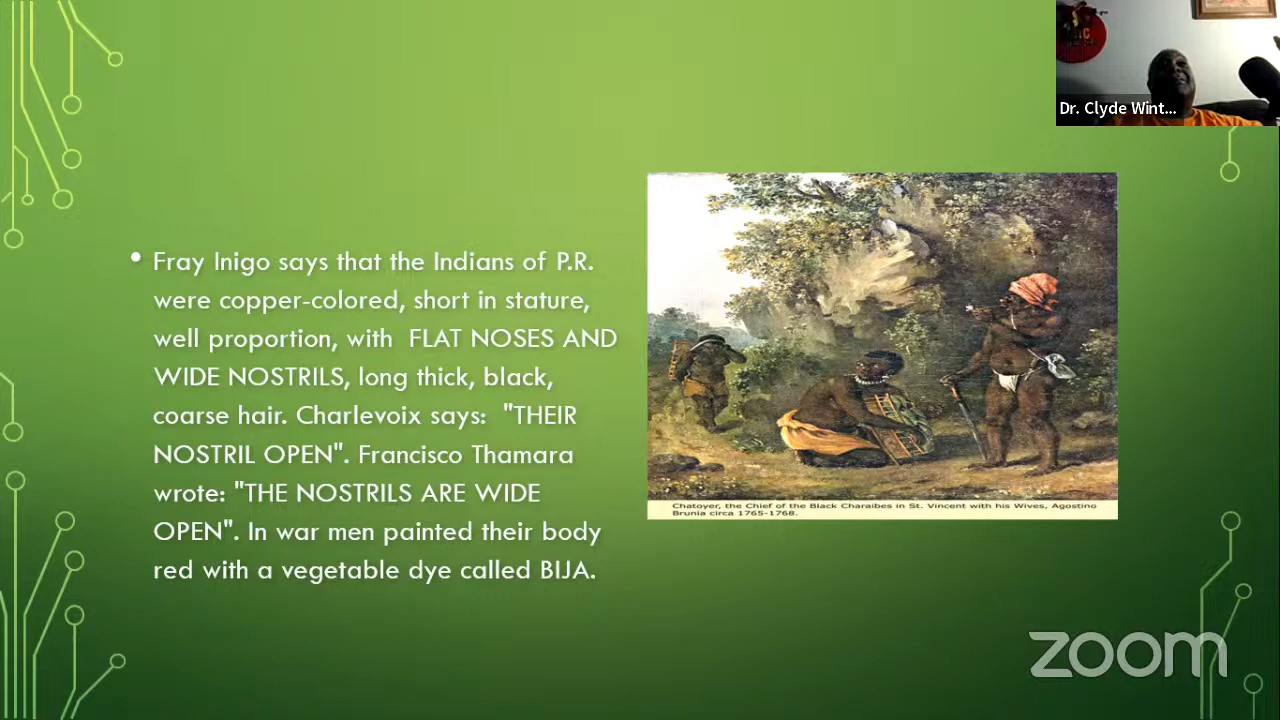 Dr. Clyde Wint...
• Fray Inigo says that the Indians of P.R.
were copper-colored, short in stature,
well proportion, with FLAT NOSES AND
WIDE NOSTRILS, long thick, black,
coarse hair. Charlevoix says: "THEIR
NOSTRIL OPEN". Francisco Thamara
wrote: "THE NOSTRILS ARE WIDE
OPEN". In war men painted their body
red with a vegetable dye called BIJA.
Chatoyer, the Chief of the Black Charaibes in St. Vincent with his Wives, Agostino
Brunia circa 1765-1768.
zoom